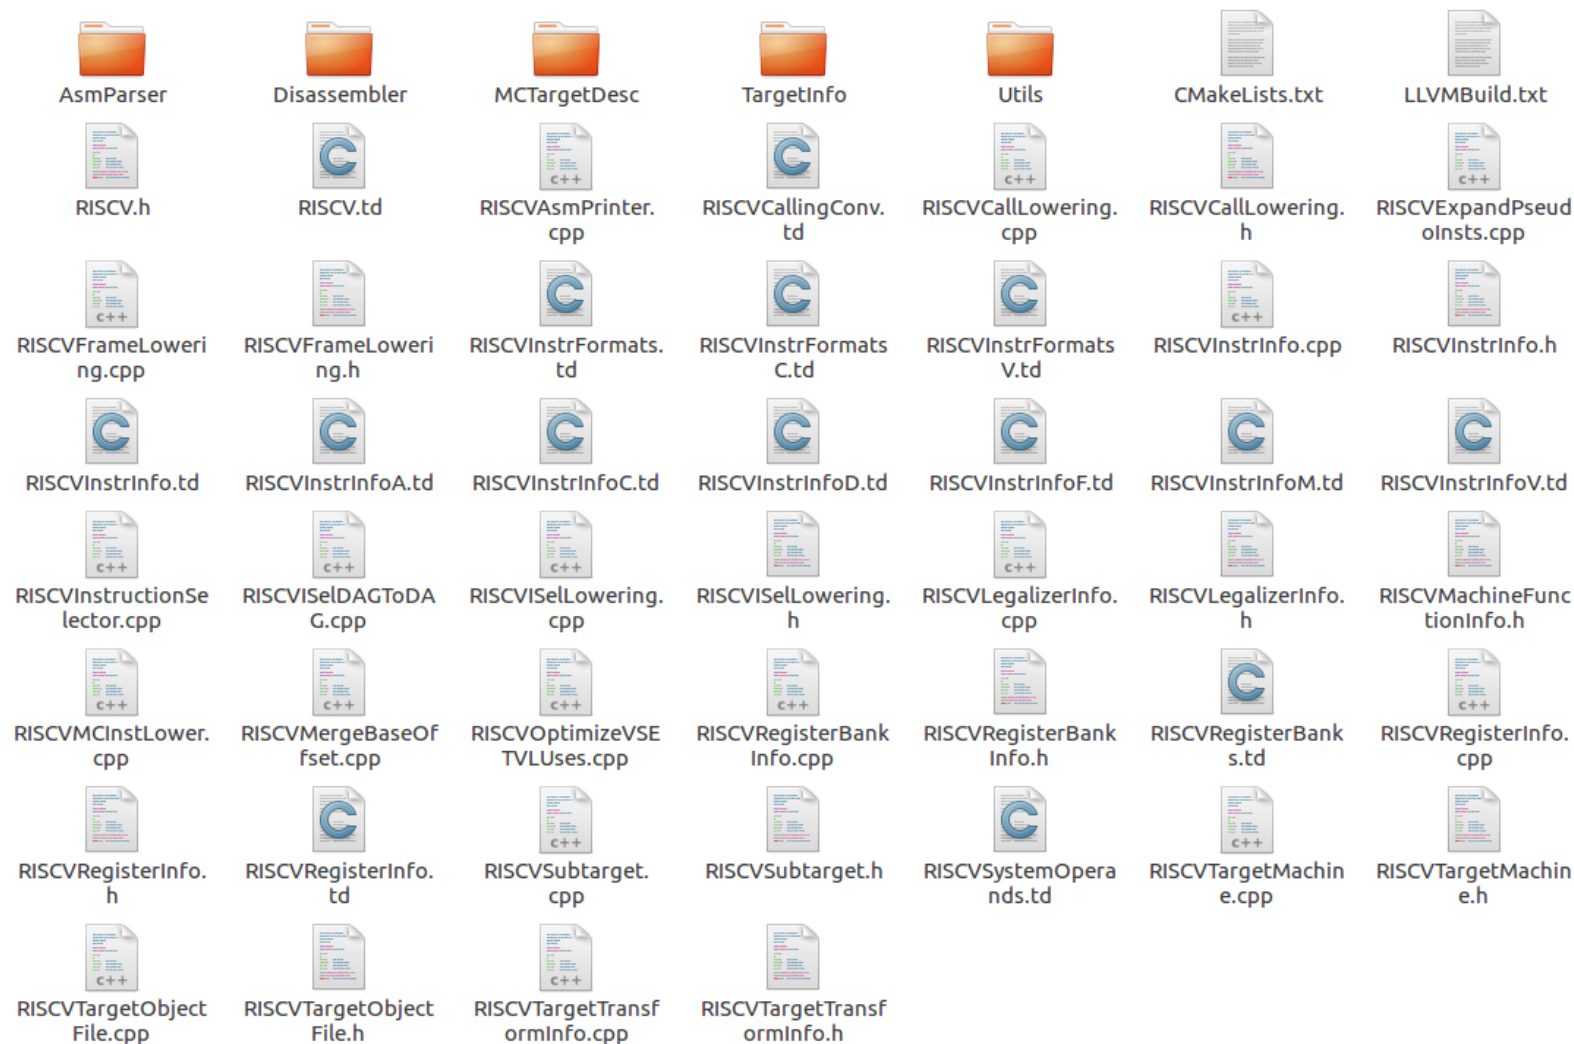 AsmParser
Disassembler
MCTargetDesc
TargetInfo
Utils
CMakeLists.txt
LLVMBuild.txt
RISCV.h
RISCV.td
C++
RISCVAsmPrinter.
cpp
RISCVCallingConv.
td
C++
RISCVCallLowering.
cpp
RISCVCallLowering.
h
C++
RISCVExpandPseud
oInsts.cpp
C++
RISCVFrameLoweri
ng.cpp
RISCVFrameLoweri
ng.h
RISCVInstrFormats.
td
RISCVInstrFormats
C.td
RISCVInstrFormats
V.td
C++
RISCVInstrInfo.cpp
RISCVInstrInfo.h
RISCVInstrInfo.td
RISCVInstrInfoA.td
RISCVInstrInfoC.td
RISCVInstrInfoD.td
RISCVInstrInfoF.td
RISCVInstrInfoM.td
RISCVInstrInfoV.td
C++
RISCVInstructionSe
lector.cpp
C++
RISCVISelDAGToDA
G.cpp
C++
RISCVISelLowering.
cpp
RISCVISelLowering.
h
C++
RISCVLegalizerInfo.
cpp
RISCVLegalizerInfo.
h
RISCVMachineFunc
tionInfo.h
C++
RISCVMCInstLower.
cpp
C++
RISCVMergeBaseOf
fset.cpp
C++
RISCVOptimizeVSE
TVLUses.cpp
C++
RISCVRegisterBank
Info.cpp
RISCVRegisterBank
Info.h
RISCVRegisterBank
s.td
C++
RISCVRegisterInfo.
cpp
RISCVRegisterInfo.
h
RISCVRegisterInfo.
td
C++
RISCVSubtarget.
cpp
RISCVSubtarget.h
RISCVSystemOpera
nds.td
C++
RISCVTargetMachin
e.cpp
RISCVTargetMachin
e.h
C++
RISCVTargetObject
File.cpp
RISCVTargetObject
File.h
C++
RISCVTargetTransf
ormInfo.cpp
RISCVTargetTransf
ormInfo.h